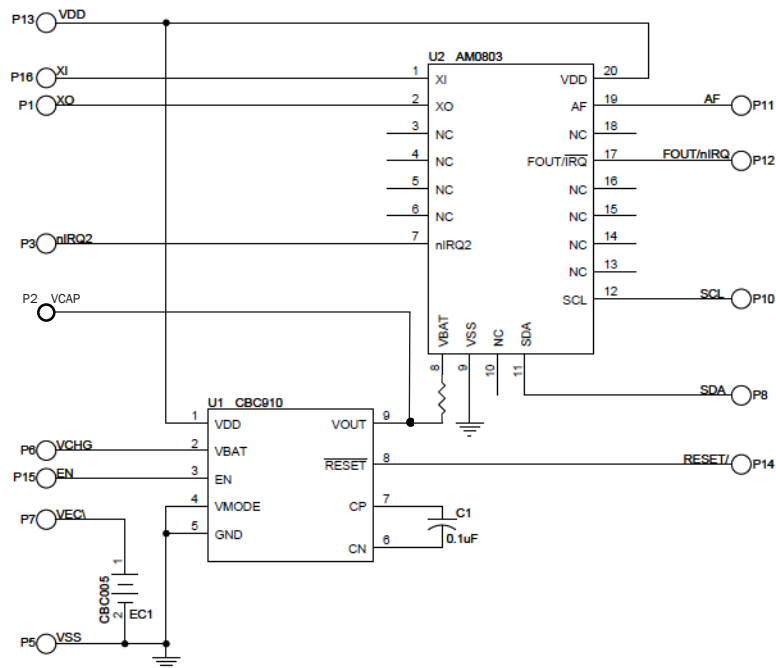 P13 VDD
U2 AM0803
P16 XI 1 XI VDD 20
P1 XO 2 XO AF 19 AF P11
3 NC NC 18
4 NC FOUT/IRQ 17 FOUT/nIRQ P12
5 NC NC 16
6 NC NC 15
P3 nIRQ2 7 nIRQ2 NC 14
NC 13
P2 VCAP SCL 12 SCL P10
VBAT VSS NC SDA
8 9 10 11
SDA P8
U1 CBC910
1 VDD VOUT 9
P6 VCHG 2 VBAT RESET 8 RESET/ P14
P15 EN 3 EN
P7 VEC\ 4 VMODE CP 7 C1
5 GND CN 6 0.1uF
1
CBC005
2 EC1
P5 VSS